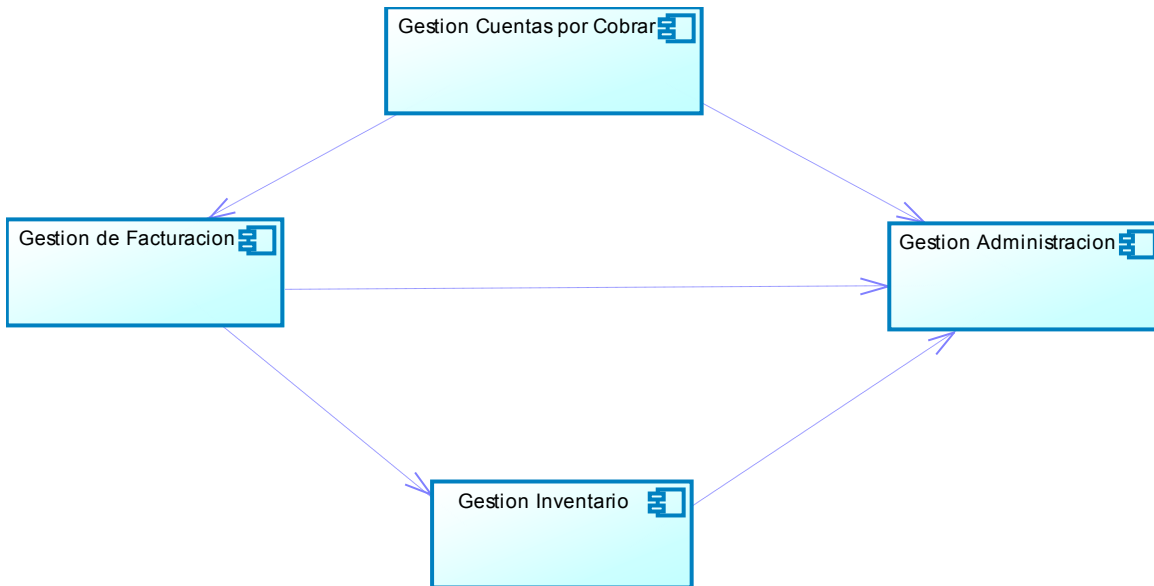 Gestion Cuentas por Cobrar
Gestion de Facturacion
Gestion Administracion
Gestion Inventario